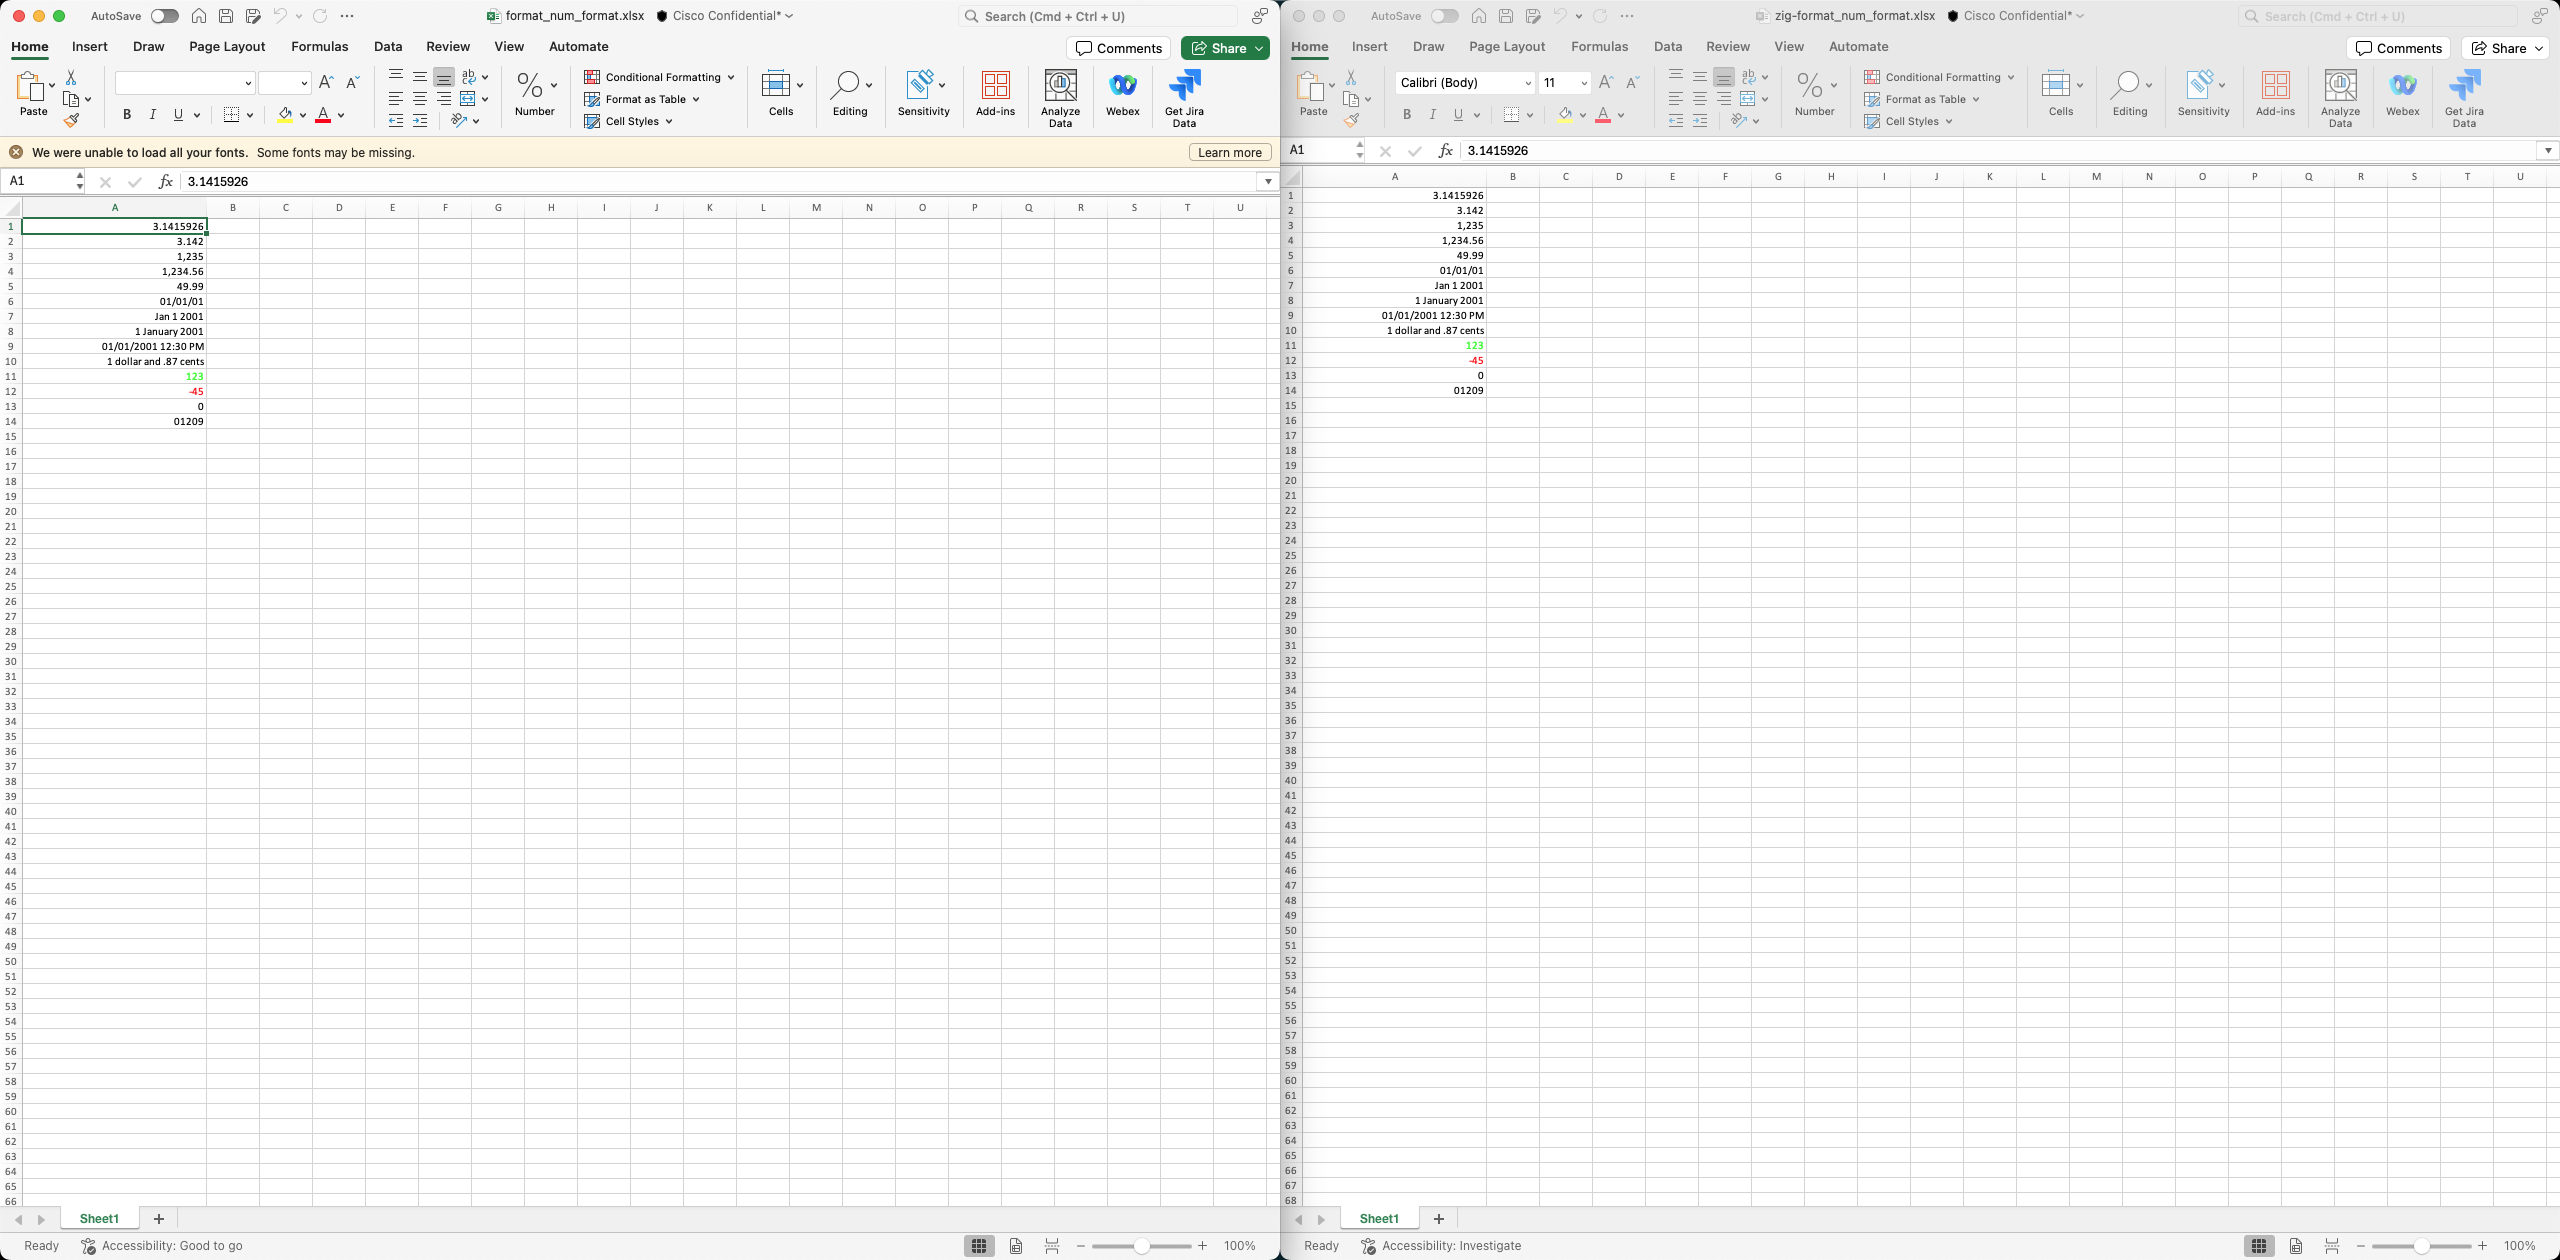 AutoSave
format_num_format.xlsx
Cisco Confidential*
Search (Cmd + Ctrl + U)
Home Insert Draw Page Layout Formulas Data Review View Automate
Comments Share
Paste
B I U
ab
Number
Conditional Formatting
Format as Table
Cell Styles
Cells
Editing
Sensitivity
Add-ins
Analyze Data
Webex
Get Jira Data
We were unable to load all your fonts. Some fonts may be missing.
Learn more
A1 fx 3.1415926
A B C D E F G H I J K L M N O P Q R S T U
1 3.1415926
2 3.142
3 1,235
4 1,234.56
5 49.99
6 01/01/01
7 Jan 1 2001
8 1 January 2001
9 01/01/2001 12:30 PM
10 1 dollar and .87 cents
11 123
12 -45
13 0
14 01209
15
16
17
18
19
20
21
22
23
24
25
26
27
28
29
30
31
32
33
34
35
36
37
38
39
40
41
42
43
44
45
46
47
48
49
50
51
52
53
54
55
56
57
58
59
60
61
62
63
64
65
66
Sheet1
Ready
Accessibility: Good to go
100%
AutoSave
zig-format_num_format.xlsx
Cisco Confidential*
Search (Cmd + Ctrl + U)
Home Insert Draw Page Layout Formulas Data Review View Automate
Comments Share
Paste
Calibri (Body) 11
B I U
ab
Number
Conditional Formatting
Format as Table
Cell Styles
Cells
Editing
Sensitivity
Add-ins
Analyze Data
Webex
Get Jira Data
A1 fx 3.1415926
A B C D E F G H I J K L M N O P Q R S T U
1 3.1415926
2 3.142
3 1,235
4 1,234.56
5 49.99
6 01/01/01
7 Jan 1 2001
8 1 January 2001
9 01/01/2001 12:30 PM
10 1 dollar and .87 cents
11 123
12 -45
13 0
14 01209
15
16
17
18
19
20
21
22
23
24
25
26
27
28
29
30
31
32
33
34
35
36
37
38
39
40
41
42
43
44
45
46
47
48
49
50
51
52
53
54
55
56
57
58
59
60
61
62
63
64
65
66
67
68
Sheet1
Ready
Accessibility: Investigate
100%